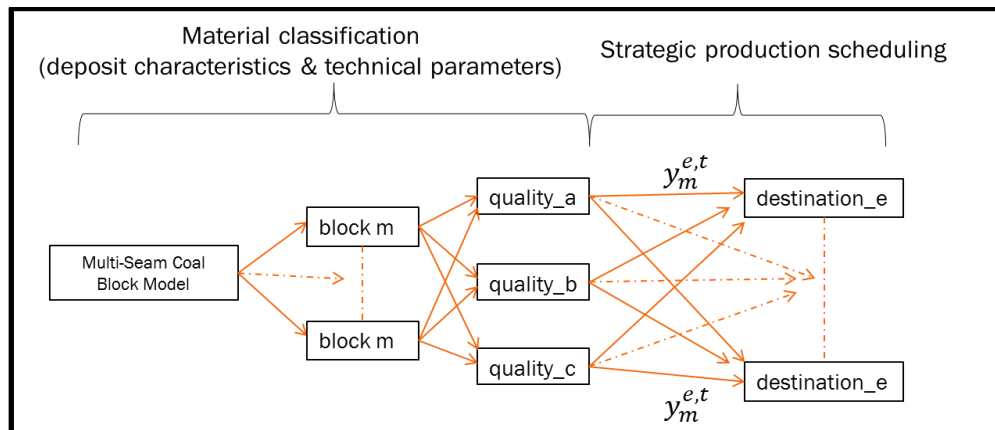 Material classification
(deposit characteristics & technical parameters)
Strategic production scheduling
Multi-Seam Coal
Block Model
block m
block m
quality_a
quality_b
quality_c
$y_m^{e,t}$
$y_m^{e,t}$
destination_e
destination_e